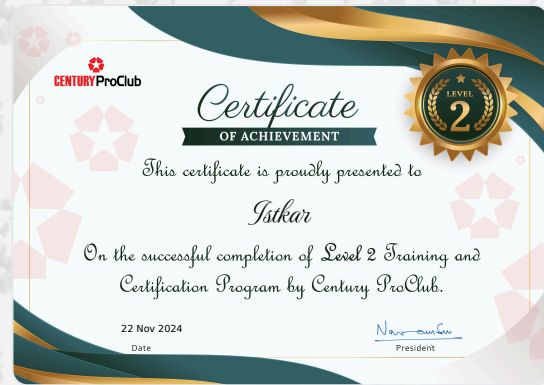 CENTURY ProClub
Certificate
OF ACHIEVEMENT
LEVEL
2
This certificate is proudly presented to
Istkar
On the successful completion of Level 2 Training and
Certification Program by Century ProClub.
22 Nov 2024
Date
President